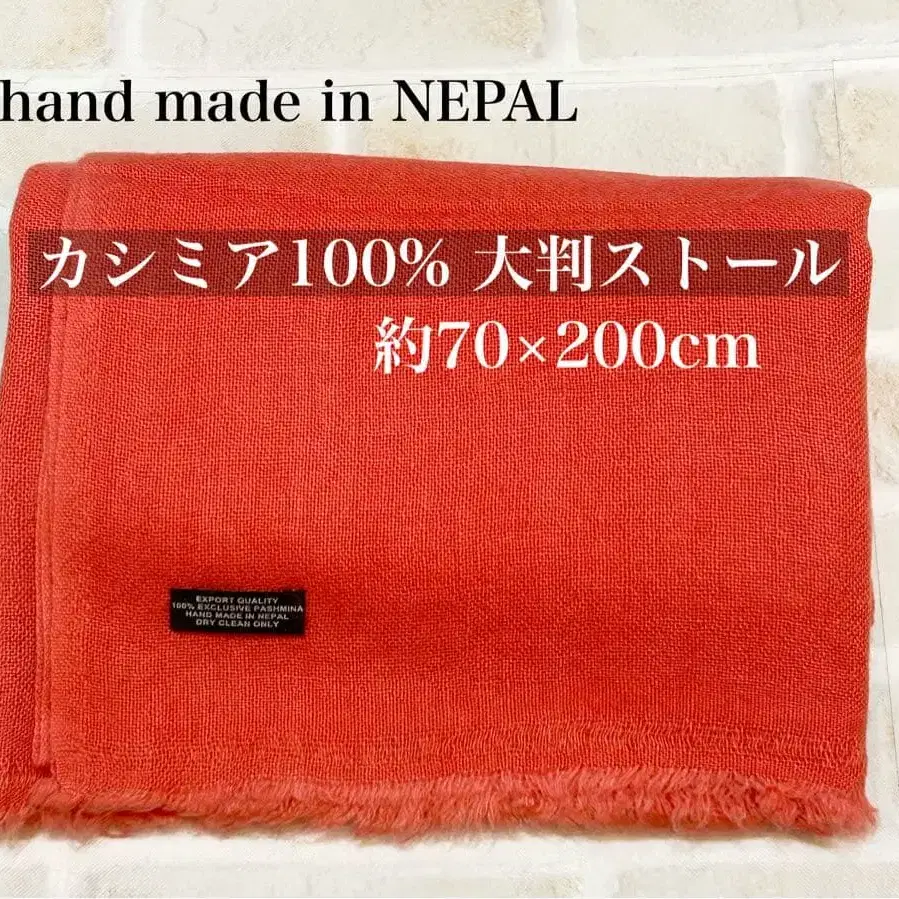 hand made in NEPAL
カシミア100% 大判ストール
約70×200cm
EXPORT QUALITY
100% EXCLUSIVE PASHMINA
HAND MADE IN NEPAL
DRY CLEAN ONLY